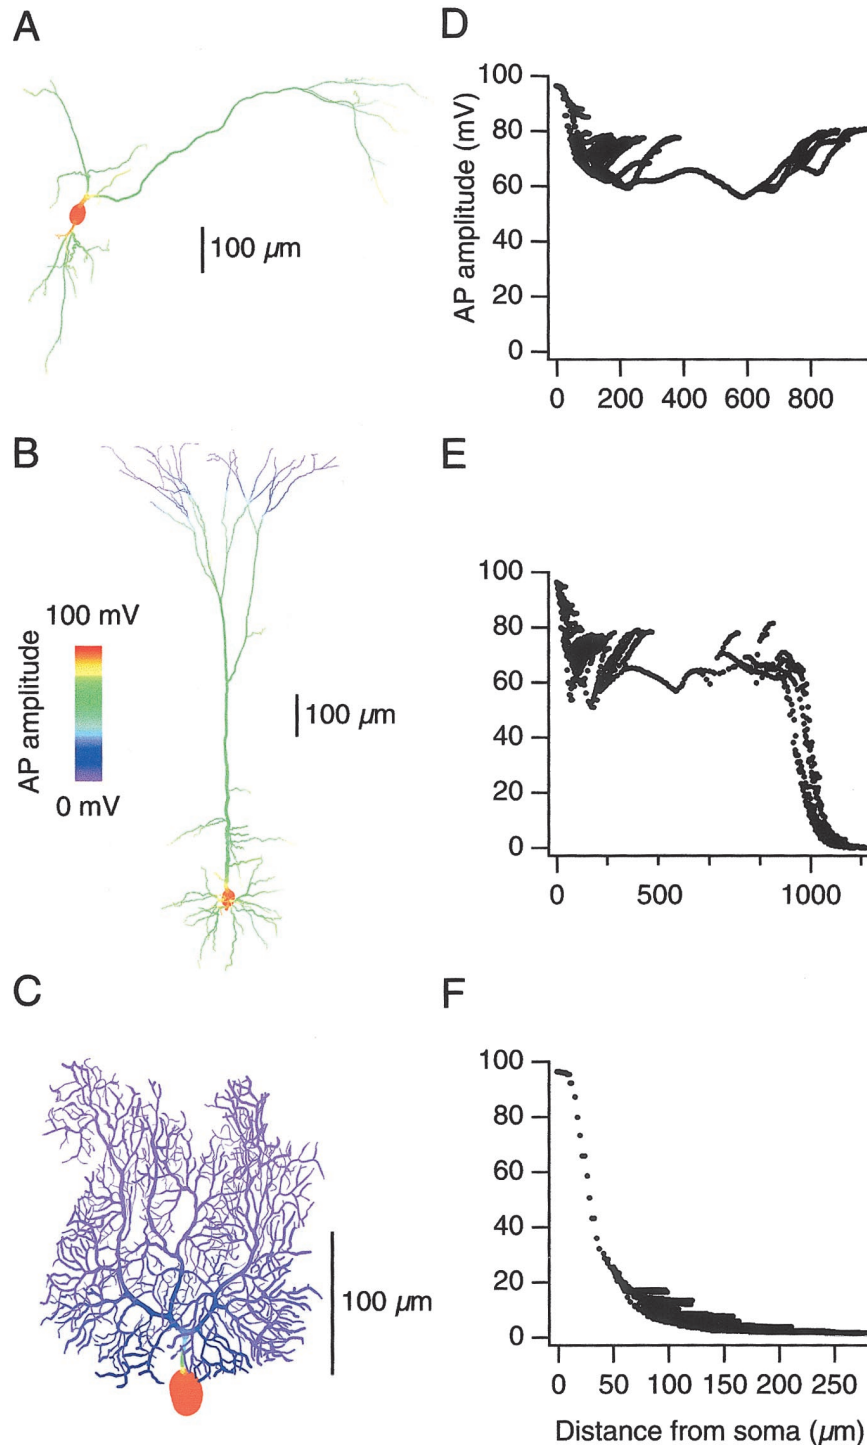 A
100 µm
D
AP amplitude (mV)
100
80
60
40
20
0
0 200 400 600 800
B
100 mV
AP amplitude
0 mV
100 µm
E
100
80
60
40
20
0
0 500 1000
C
100 µm
F
100
80
60
40
20
0
0 50 100 150 200 250
Distance from soma (µm)